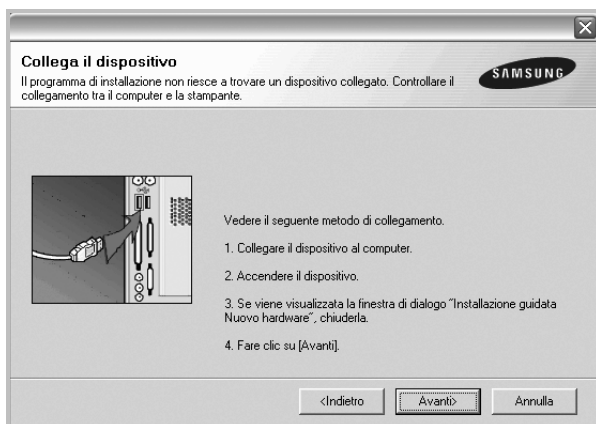 Collega il dispositivo
Il programma di installazione non riesce a trovare un dispositivo collegato. Controllare il
collegamento tra il computer e la stampante.
SAMSUNG
Vedere il seguente metodo di collegamento.
1. Collegare il dispositivo al computer.
2. Accendere il dispositivo.
3. Se viene visualizzata la finestra di dialogo "Installazione guidata
Nuovo hardware", chiuderla.
4. Fare clic su [Avanti].
<Indietro
Avanti>
Annulla